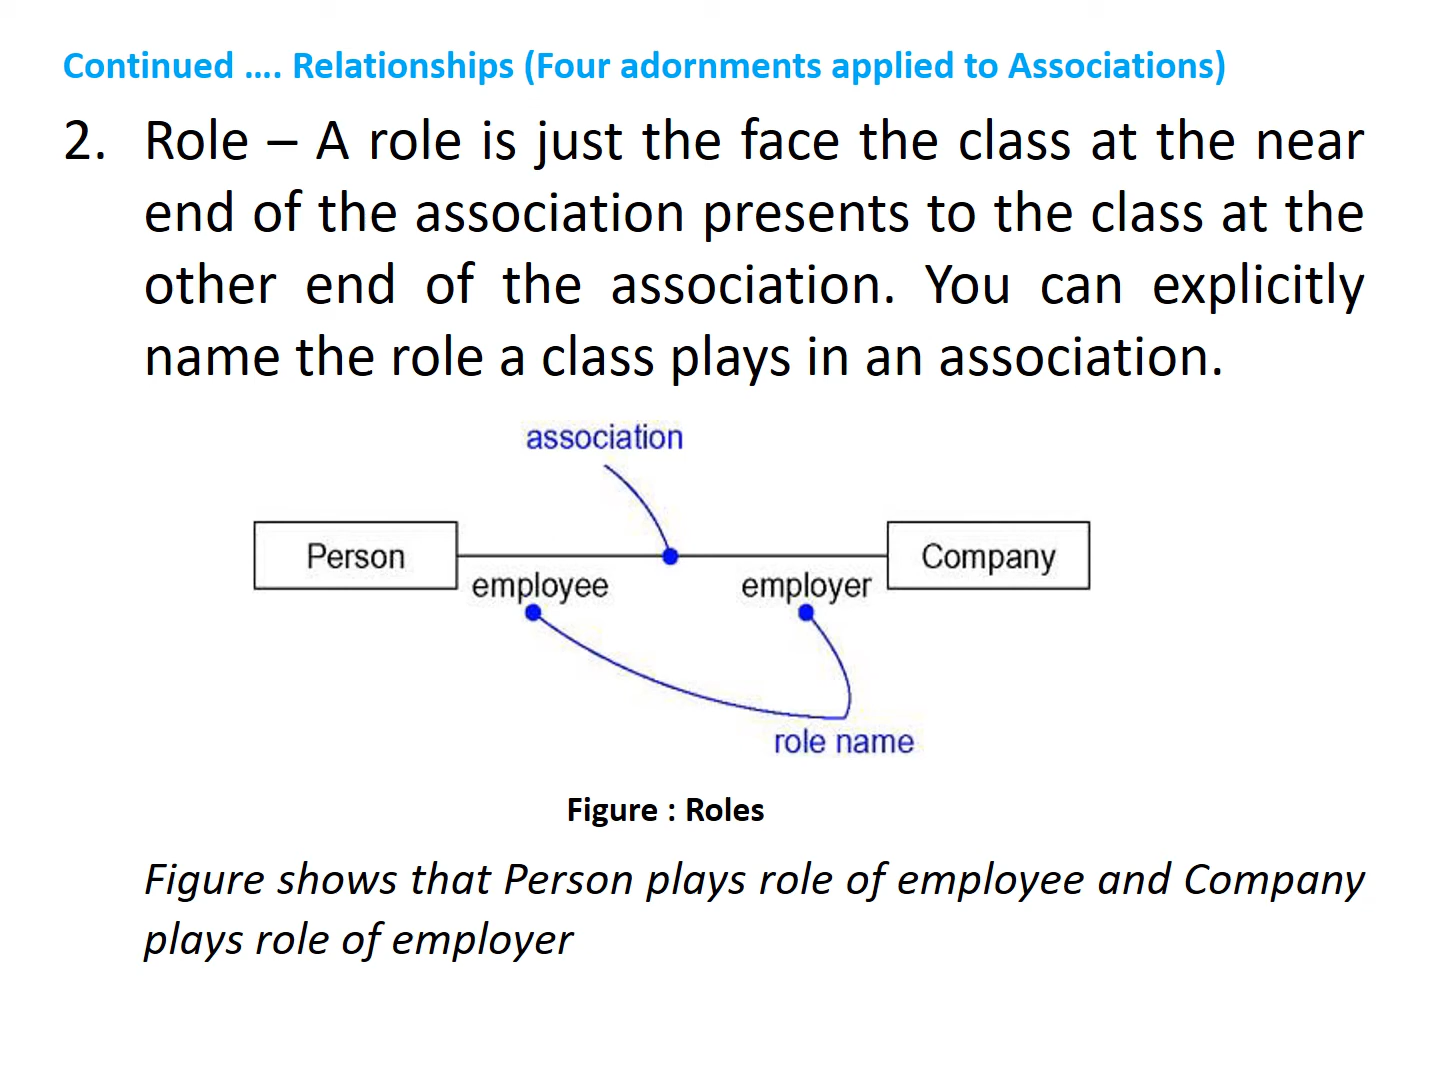 Continued .... Relationships (Four adornments applied to Associations)
2. Role – A role is just the face the class at the near
end of the association presents to the class at the
other end of the association. You can explicitly
name the role a class plays in an association.
association
Person Company
employee employer
role name
Figure : Roles
Figure shows that Person plays role of employee and Company
plays role of employer